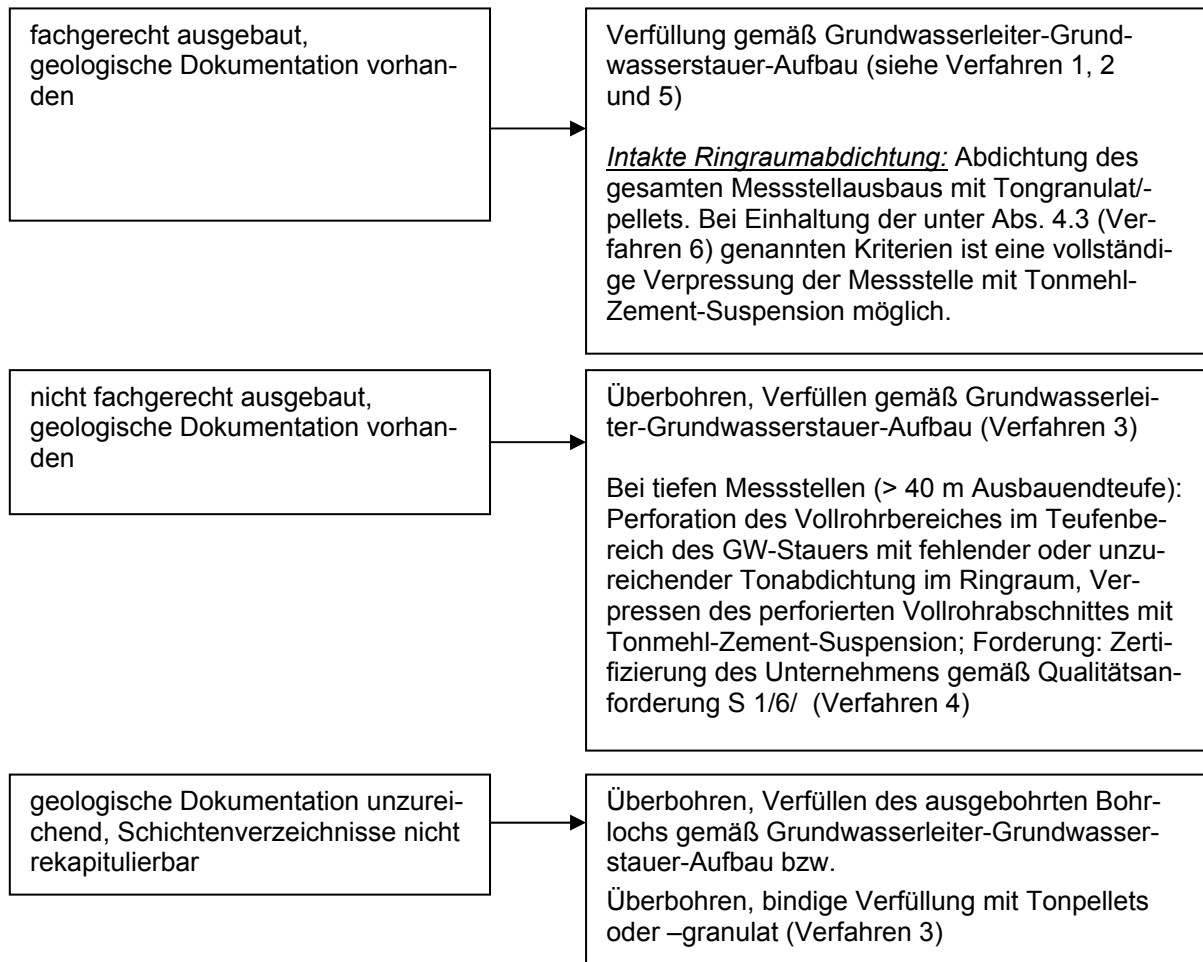 fachgerecht ausgebaut,
geologische Dokumentation vorhan-
den
Verfüllung gemäß Grundwasserleiter-Grund-
wasserstauer-Aufbau (siehe Verfahren 1, 2
und 5)
Intakte Ringraumabdichtung: Abdichtung des
gesamten Messstellausbaus mit Tongranulat/-
pellets. Bei Einhaltung der unter Abs. 4.3 (Ver-
fahren 6) genannten Kriterien ist eine vollständi-
ge Verpressung der Messstelle mit Tonmehl-
Zement-Suspension möglich.
nicht fachgerecht ausgebaut,
geologische Dokumentation vorhan-
den
Überbohren, Verfüllen gemäß Grundwasserlei-
ter-Grundwasserstauer-Aufbau (Verfahren 3)
Bei tiefen Messstellen (> 40 m Ausbauendteufe):
Perforation des Vollrohrbereiches im Teufenbe-
reich des GW-Stauers mit fehlender oder unzu-
reichender Tonabdichtung im Ringraum, Ver-
pressen des perforierten Vollrohrabschnittes mit
Tonmehl-Zement-Suspension; Forderung: Zerti-
fizierung des Unternehmens gemäß Qualitätsan-
forderung S 1/6/ (Verfahren 4)
geologische Dokumentation unzurei-
chend, Schichtenverzeichnisse nicht
rekapitulierbar
Überbohren, Verfüllen des ausgebohrten Bohr-
lochs gemäß Grundwasserleiter-Grundwasser-
stauer-Aufbau bzw.
Überbohren, bindige Verfüllung mit Tonpellets
oder –granulat (Verfahren 3)